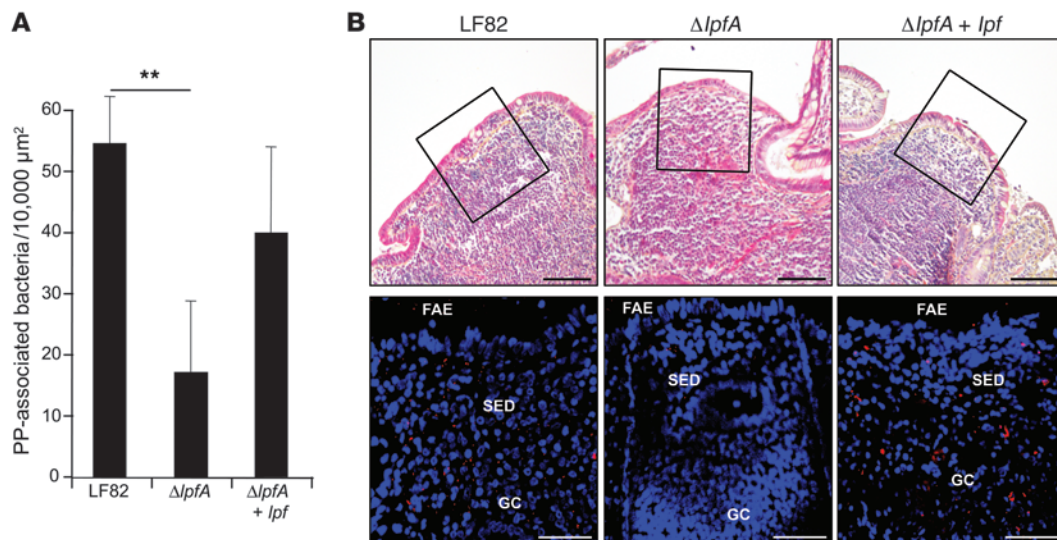 A
**
PP-associated bacteria/10,000 µm²
60
50
40
30
20
10
0
LF82
ΔlpfA
ΔlpfA
+ lpf
B
LF82
ΔlpfA
ΔlpfA + lpf
FAE
SED
GC
FAE
SED
GC
FAE
SED
GC